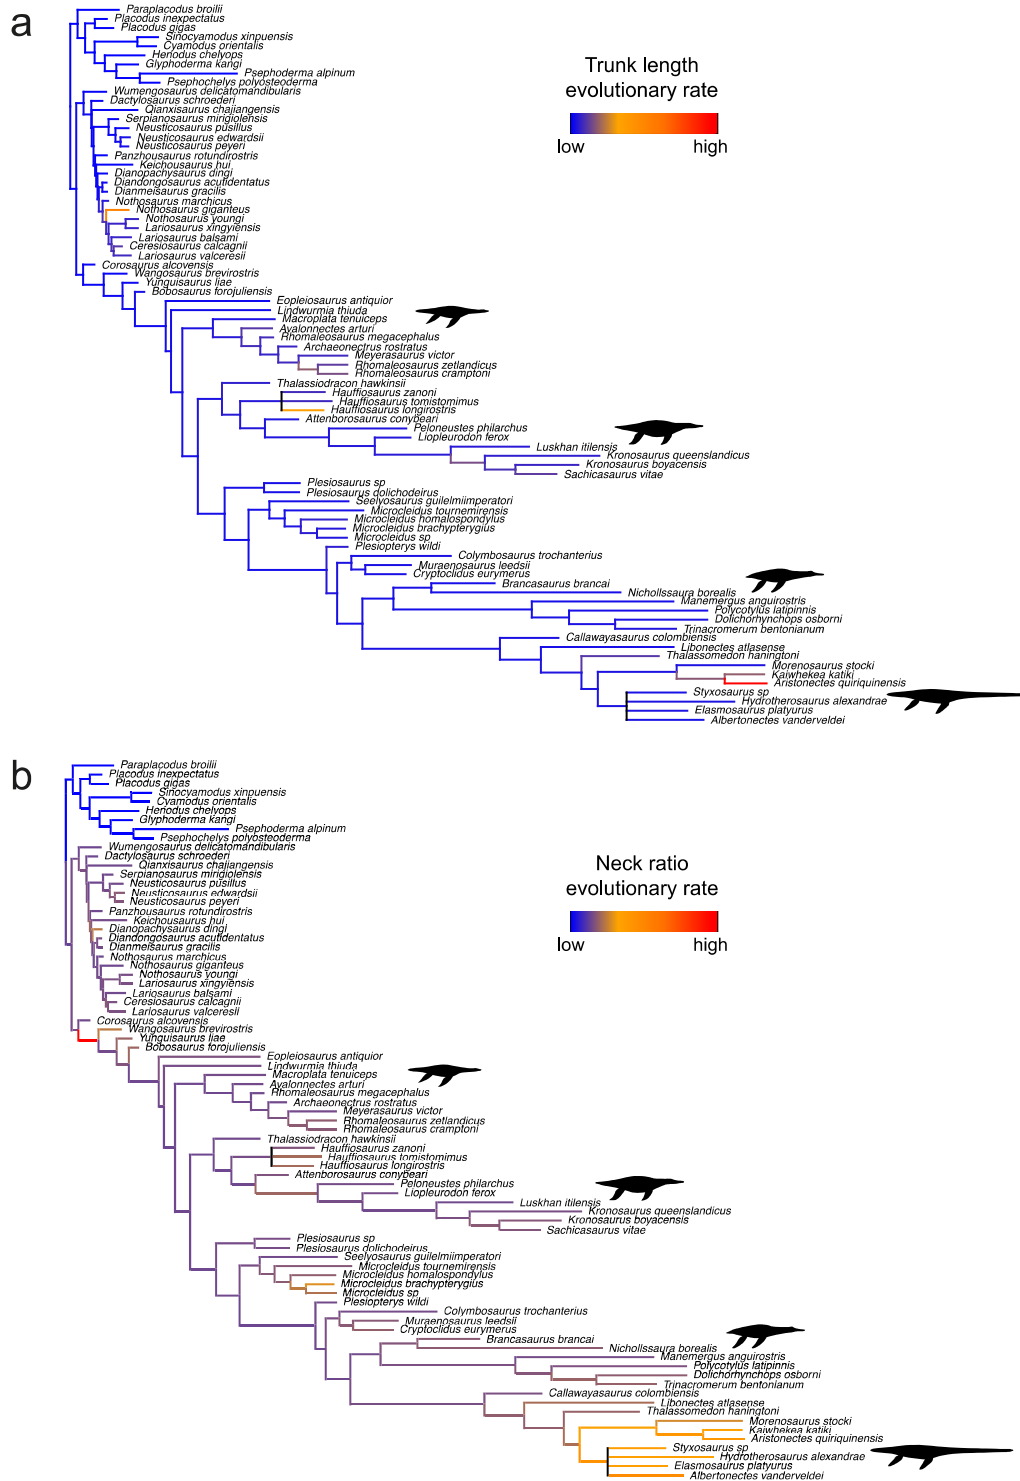 a
Paraplacodus broilii
Placodus inexpectatus
Placodus gigas
Sinocyamodus xinpuensis
Cyamodus orientalis
Henodus chelyops
Glyphoderma kangi
Psephoderma alpinum
Psephochelys polyosteoderma
Wumengosaurus delicatomandibularis
Dactylosaurus schroederi
Qianxisaurus chajiangensis
Serpianosaurus mirigiolensis
Neusticosaurus pusillus
Neusticosaurus edwardsii
Neusticosaurus peyeri
Panzhousaurus rotundirostris
Keichousaurus hui
Dianopachysaurus dingi
Diandongosaurus acutidentatus
Dianmeisaurus gracilis
Nothosaurus marchicus
Nothosaurus giganteus
Nothosaurus youngi
Lariosaurus xingyiensis
Lariosaurus balsami
Ceresiosaurus calcagnii
Lariosaurus valceresii
Corosaurus alcovensis
Wangosaurus brevirostris
Yunguisaurus liae
Bobosaurus forojuliensis
Eopleiosaurus antiquior
Lindwurmia thiuda
Macroplata tenuiceps
Avalonnectes arturi
Rhomaleosaurus megacephalus
Archaeonectrus rostratus
Meyerasaurus victor
Rhomaleosaurus zetlandicus
Rhomaleosaurus cramptoni
Thalassiodracon hawkinsii
Hauffiosaurus zanoni
Hauffiosaurus tomistomimus
Hauffiosaurus longirostris
Attenborosaurus conybeari
Peloneustes philarchus
Liopleurodon ferox
Luskhan itilensis
Kronosaurus queenslandicus
Kronosaurus boyacensis
Sachicasaurus vitae
Plesiosaurus sp
Plesiosaurus dolichodeirus
Seelyosaurus guilelmiimperatori
Microcleidus tournemirensis
Microcleidus homalospondylus
Microcleidus brachypterygius
Microcleidus sp
Plesiopterys wildi
Colymbosaurus trochanterius
Muraenosaurus leedsii
Cryptoclidus eurymerus
Brancasaurus brancai
Nichollssaura borealis
Manemergus anguirostris
Polycotylus latipinnis
Dolichorhynchops osborni
Trinacromerum bentonianum
Callawayasaurus colombiensis
Libonectes atlasense
Thalassomedon haningtoni
Morenosaurus stocki
Kaiwhekea katiki
Aristonectes quiriquinensis
Styxosaurus sp
Hydrotherosaurus alexandrae
Elasmosaurus platyurus
Albertonectes vanderveldei
Trunk length
evolutionary rate
low high
b
Paraplacodus broilii
Placodus inexpectatus
Placodus gigas
Sinocyamodus xinpuensis
Cyamodus orientalis
Henodus chelyops
Glyphoderma kangi
Psephoderma alpinum
Psephochelys polyosteoderma
Wumengosaurus delicatomandibularis
Dactylosaurus schroederi
Qianxisaurus chajiangensis
Serpianosaurus mirigiolensis
Neusticosaurus pusillus
Neusticosaurus edwardsii
Neusticosaurus peyeri
Panzhousaurus rotundirostris
Keichousaurus hui
Dianopachysaurus dingi
Diandongosaurus acutidentatus
Dianmeisaurus gracilis
Nothosaurus marchicus
Nothosaurus giganteus
Nothosaurus youngi
Lariosaurus xingyiensis
Lariosaurus balsami
Ceresiosaurus calcagnii
Lariosaurus valceresii
Corosaurus alcovensis
Wangosaurus brevirostris
Yunguisaurus liae
Bobosaurus forojuliensis
Eopleiosaurus antiquior
Lindwurmia thiuda
Macroplata tenuiceps
Avalonnectes arturi
Rhomaleosaurus megacephalus
Archaeonectrus rostratus
Meyerasaurus victor
Rhomaleosaurus zetlandicus
Rhomaleosaurus cramptoni
Thalassiodracon hawkinsii
Hauffiosaurus zanoni
Hauffiosaurus tomistomimus
Hauffiosaurus longirostris
Attenborosaurus conybeari
Peloneustes philarchus
Liopleurodon ferox
Luskhan itilensis
Kronosaurus queenslandicus
Kronosaurus boyacensis
Sachicasaurus vitae
Plesiosaurus sp
Plesiosaurus dolichodeirus
Seelyosaurus guilelmiimperatori
Microcleidus tournemirensis
Microcleidus homalospondylus
Microcleidus brachypterygius
Microcleidus sp
Plesiopterys wildi
Colymbosaurus trochanterius
Muraenosaurus leedsii
Cryptoclidus eurymerus
Brancasaurus brancai
Nichollssaura borealis
Manemergus anguirostris
Polycotylus latipinnis
Dolichorhynchops osborni
Trinacromerum bentonianum
Callawayasaurus colombiensis
Libonectes atlasense
Thalassomedon haningtoni
Morenosaurus stocki
Kaiwhekea katiki
Aristonectes quiriquinensis
Styxosaurus sp
Hydrotherosaurus alexandrae
Elasmosaurus platyurus
Albertonectes vanderveldei
Neck ratio
evolutionary rate
low high